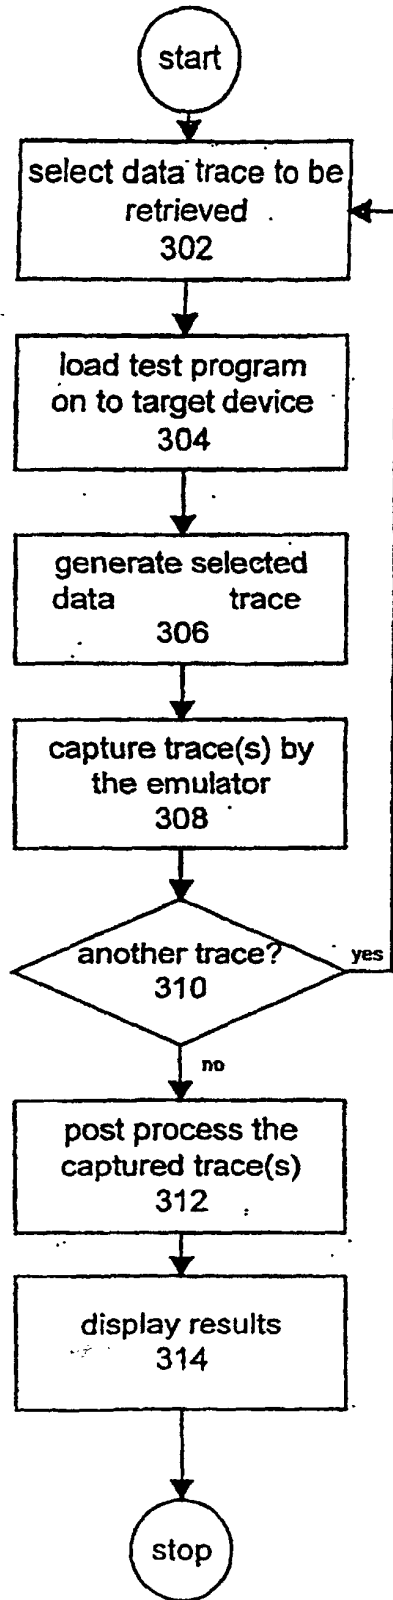 start
select data trace to be
retrieved
302
load test program
on to target device
304
generate selected
data trace
306
capture trace(s) by
the emulator
308
another trace?
310
yes
no
post process the
captured trace(s)
312
display results
314
stop